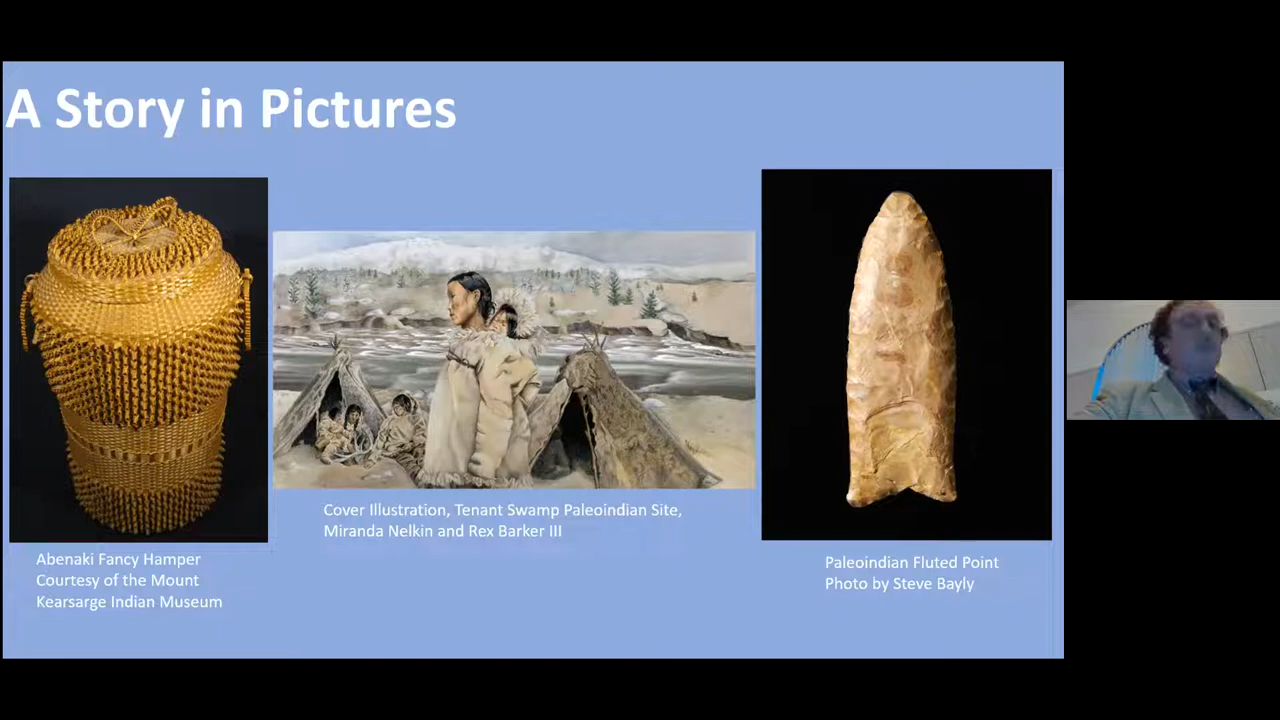 A Story in Pictures
Abenaki Fancy Hamper
Courtesy of the Mount
Kearsarge Indian Museum
Cover Illustration, Tenant Swamp Paleoindian Site,
Miranda Nelkin and Rex Barker III
Paleoindian Fluted Point
Photo by Steve Bayly